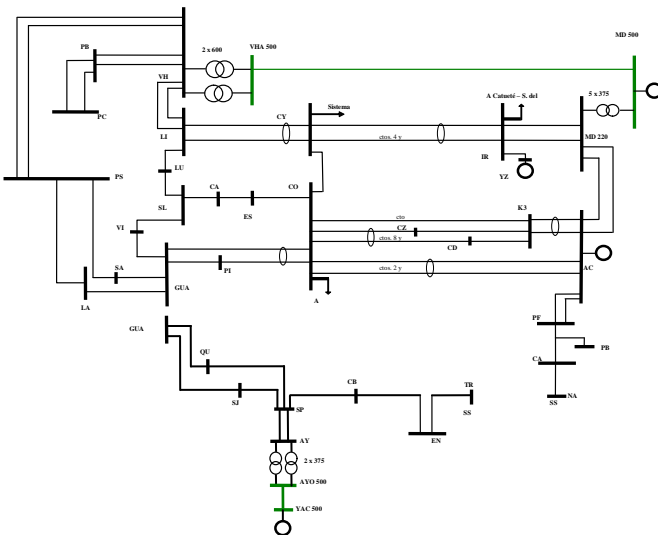 MD 500
PB
2 x 600
VHA 500
VH
5 x 375
PC
Sistema
A Catueté – S. del
CY
LI
ctos. 4 y
MD 220
IR
YZ
LU
PS
CA
CO
SL
ES
K3
cto
VI
CZ
ctos. 8 y
CD
SA
PI
ctos. 2 y
AC
GUA
LA
A
PF
GUA
PB
QU
CA
CB
TR
NA
SJ
SS
SP
SS
AY
EN
2 x 375
AYO 500
YAC 500